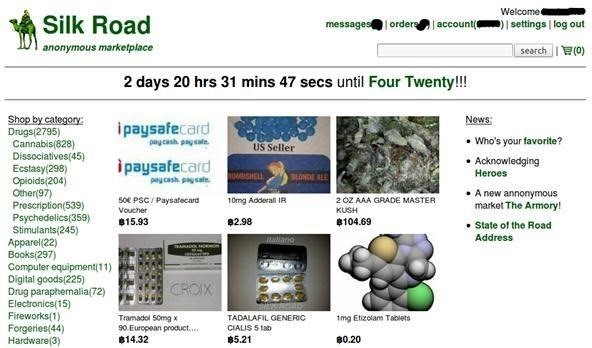 Silk Road
anonymous marketplace
Welcome
messages | orders | account( ) | settings | log out
search | (0)
2 days 20 hrs 31 mins 47 secs until Four Twenty!!!
Shop by category:
Drugs(2795)
Cannabis(828)
Dissociatives(45)
Ecstasy(298)
Opioids(204)
Other(97)
Prescription(539)
Psychedelics(359)
Stimulants(245)
Apparel(22)
Books(297)
Computer equipment(11)
Digital goods(225)
Drug paraphernalia(72)
Electronics(15)
Fireworks(1)
Forgeries(44)
Hardware(3)
paysafecard
pay cash. pay safe.
paysafecard
pay cash. pay safe.
50€ PSC / Paysafecard
Voucher
฿15.93
US Seller
BOMBSHELL BLONDE ALE
10mg Adderall IR
฿2.98
2 OZ AAA GRADE MASTER
KUSH
฿104.69
TRAMADOL
CROIX
Tramadol 50mg x
90.European product....
฿14.32
italiano
TADALAFIL GENERIC
CIALIS 5 tab
฿5.21
1mg Etizolam Tablets
฿0.20
News:
Who's your favorite?
Acknowledging
Heroes
A new annonymous
market The Armory!
State of the Road
Address